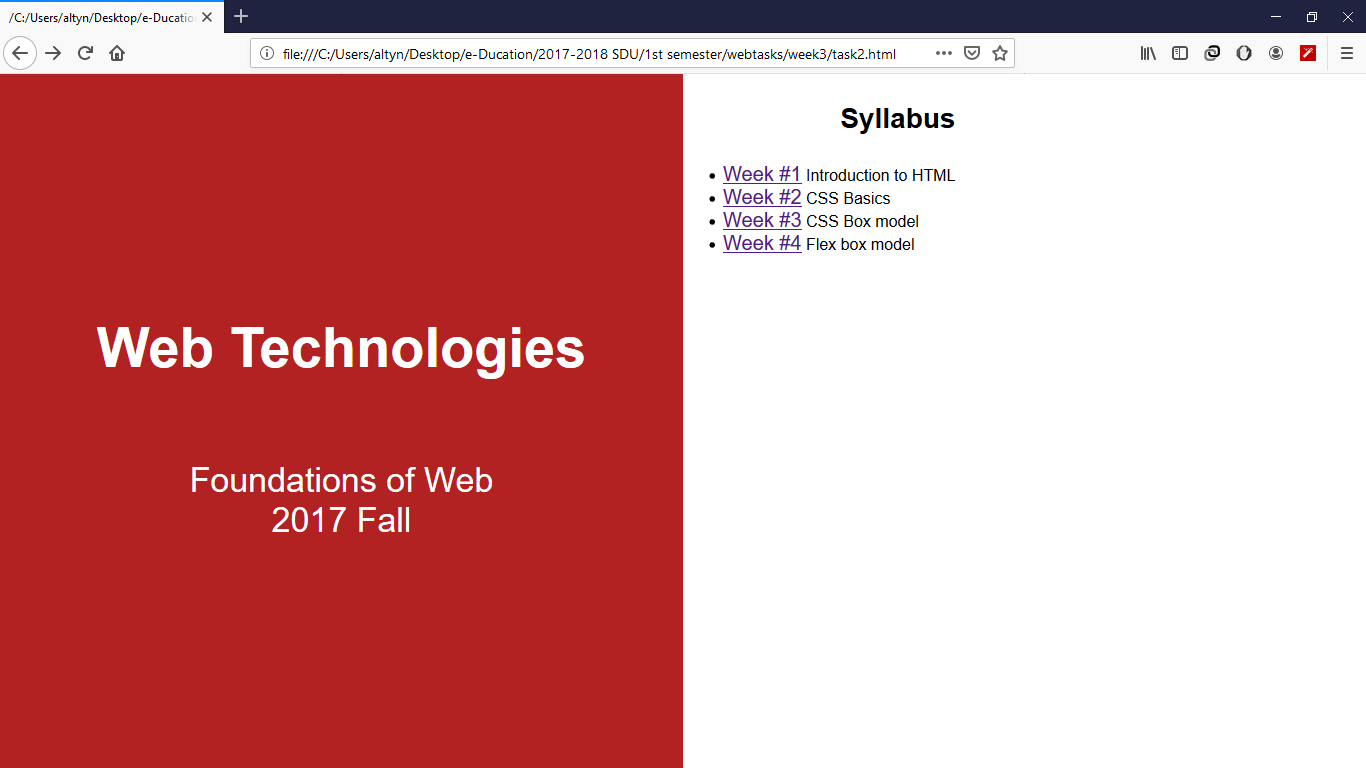 /C:/Users/altyn/Desktop/e-Ducatio
file:///C:/Users/altyn/Desktop/e-Ducation/2017-2018 SDU/1st semester/webtasks/week3/task2.html
Web Technologies
Foundations of Web
2017 Fall
Syllabus
Week #1 Introduction to HTML
Week #2 CSS Basics
Week #3 CSS Box model
Week #4 Flex box model